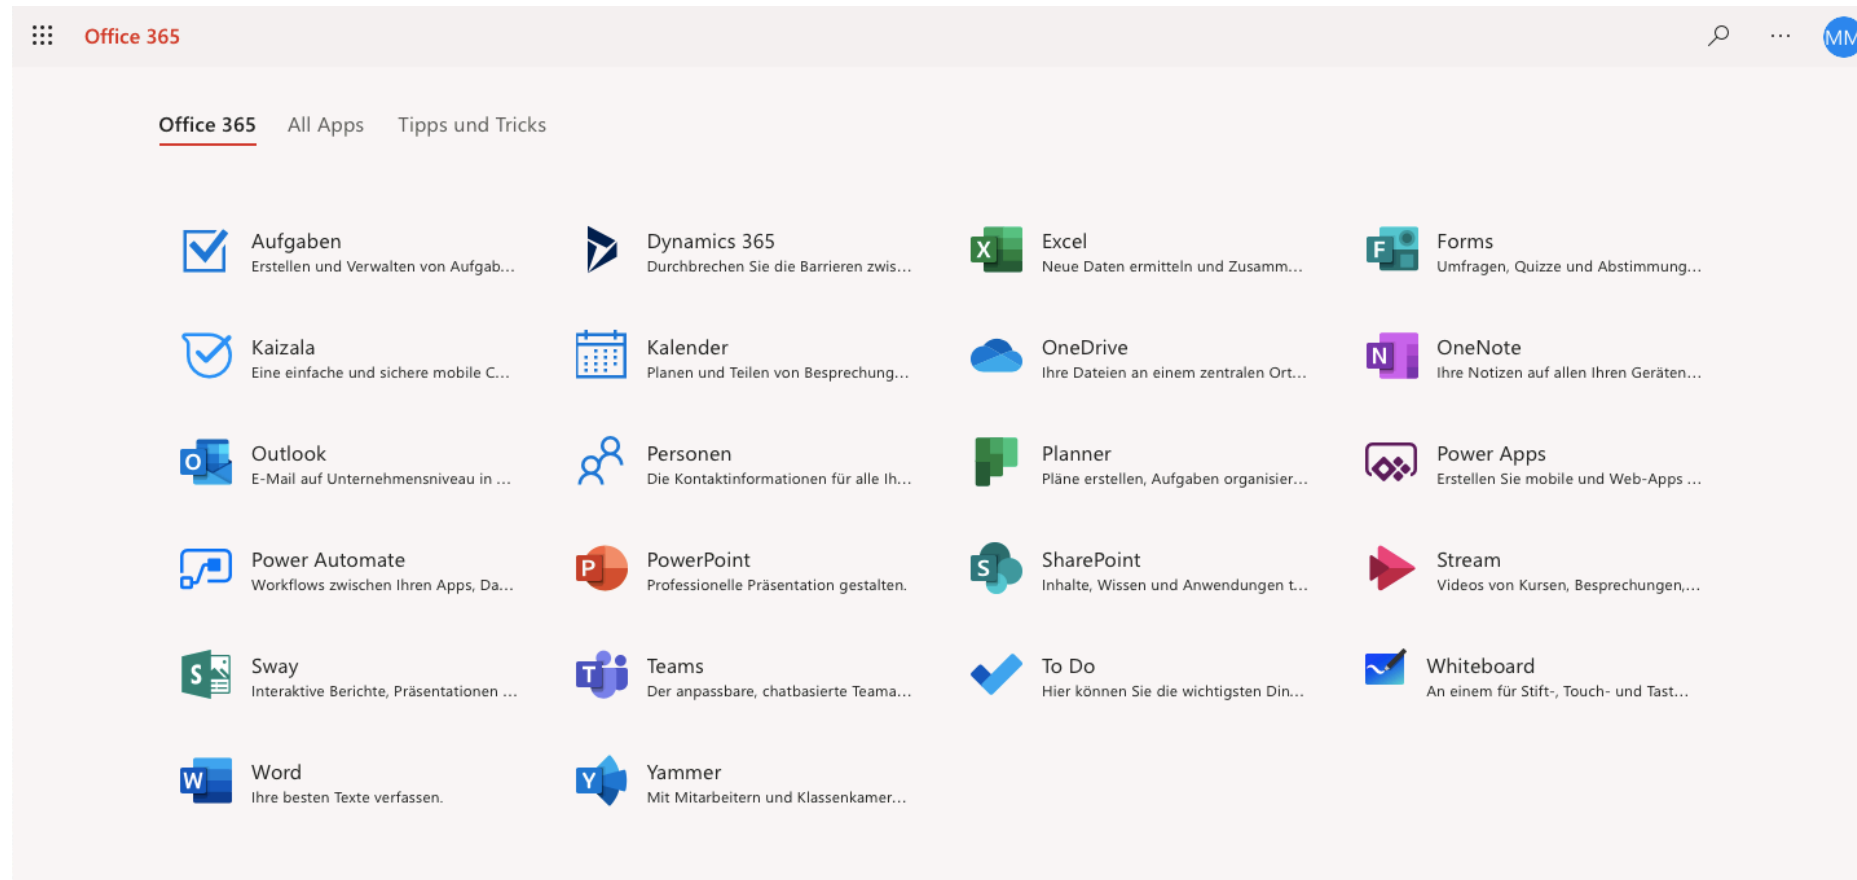 Office 365
MM
Office 365 All Apps Tipps und Tricks
Aufgaben
Erstellen und Verwalten von Aufgab...
Dynamics 365
Durchbrechen Sie die Barrieren zwis...
X
Excel
Neue Daten ermitteln und Zusamm...
F
Forms
Umfragen, Quizze und Abstimmung...
Kaizala
Eine einfache und sichere mobile C...
Kalender
Planen und Teilen von Besprechung...
OneDrive
Ihre Dateien an einem zentralen Ort...
N
OneNote
Ihre Notizen auf allen Ihren Geräten...
O
Outlook
E-Mail auf Unternehmensniveau in ...
Personen
Die Kontaktinformationen für alle Ih...
Planner
Pläne erstellen, Aufgaben organisier...
Power Apps
Erstellen Sie mobile und Web-Apps ...
Power Automate
Workflows zwischen Ihren Apps, Da...
P
PowerPoint
Professionelle Präsentation gestalten.
S
SharePoint
Inhalte, Wissen und Anwendungen t...
Stream
Videos von Kursen, Besprechungen,...
S
Sway
Interaktive Berichte, Präsentationen ...
T
Teams
Der anpassbare, chatbasierte Teama...
To Do
Hier können Sie die wichtigsten Din...
Whiteboard
An einem für Stift-, Touch- und Tast...
W
Word
Ihre besten Texte verfassen.
Y
Yammer
Mit Mitarbeitern und Klassenkamer...